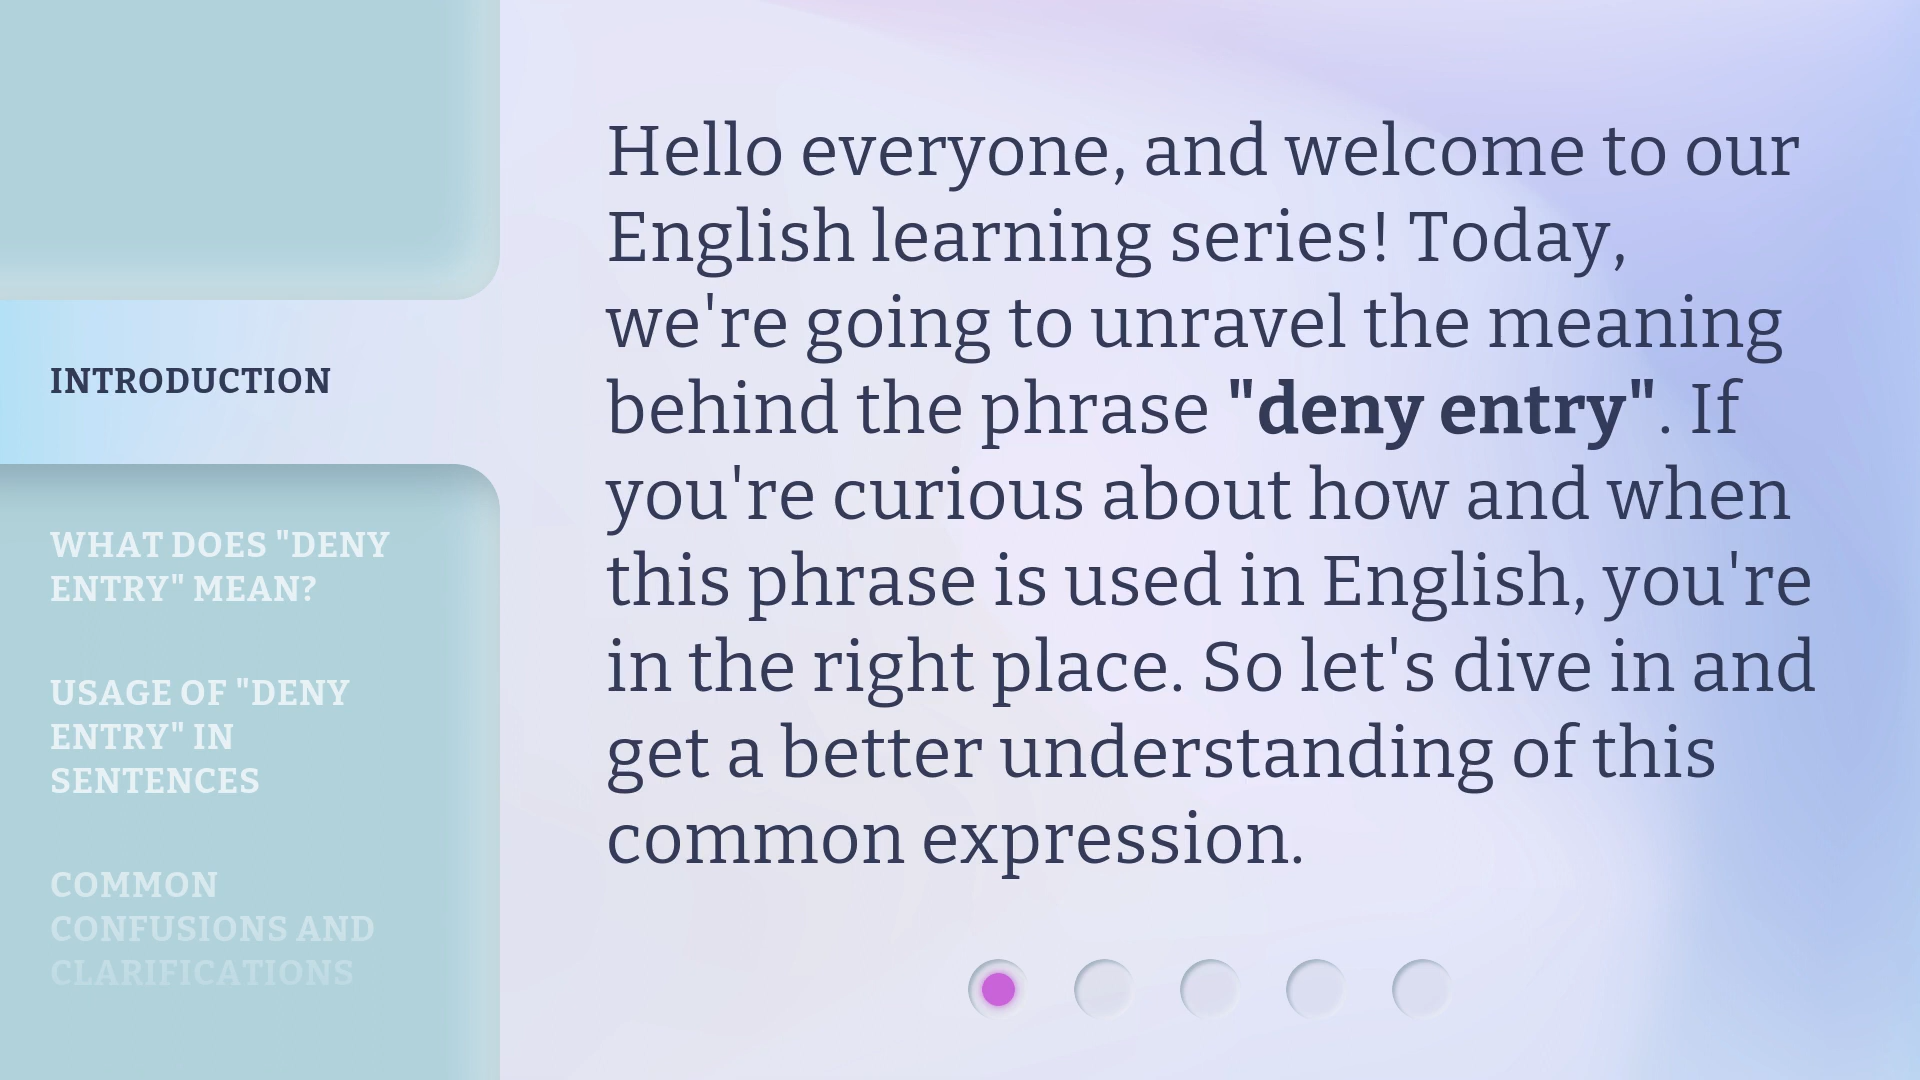 INTRODUCTION
WHAT DOES "DENY
ENTRY" MEAN?
USAGE OF "DENY
ENTRY" IN
SENTENCES
COMMON
CONFUSIONS AND
CLARIFICATIONS
Hello everyone, and welcome to our
English learning series! Today,
we're going to unravel the meaning
behind the phrase "deny entry". If
you're curious about how and when
this phrase is used in English, you're
in the right place. So let's dive in and
get a better understanding of this
common expression.